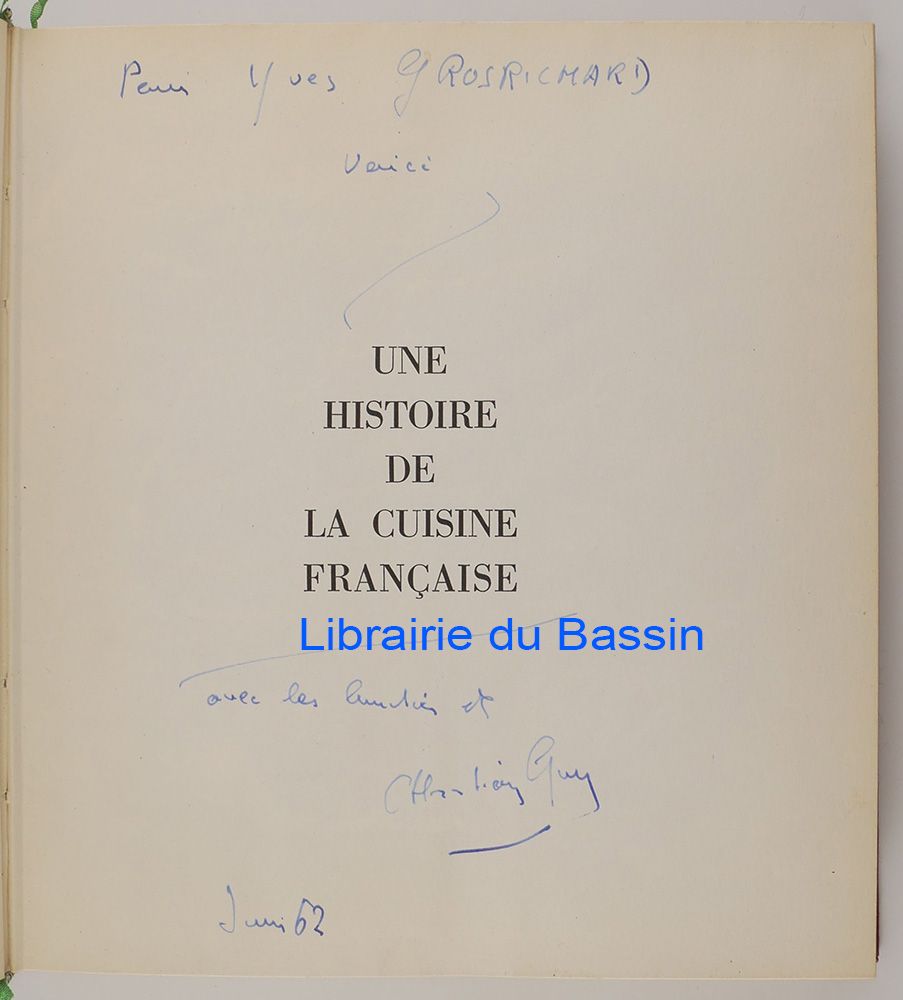 Pour Yves GROSRICHARD
Voici
UNE
HISTOIRE
DE
LA CUISINE
FRANÇAISE
Librairie du Bassin
avec les et
Christian Guy
Juin 62